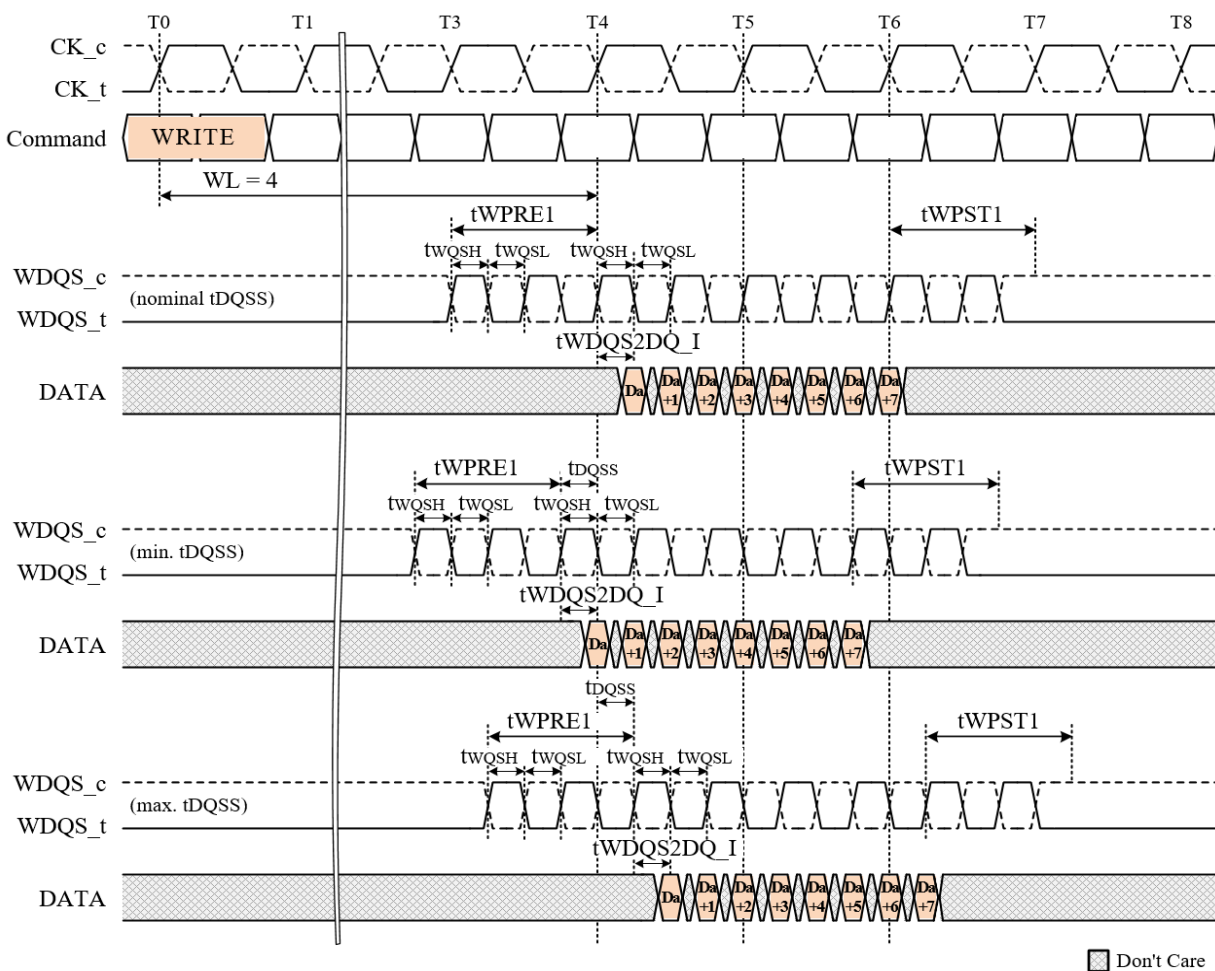 T0 T1 T3 T4 T5 T6 T7 T8
CK_c
CK_t
Command WRITE
WL = 4
tWPRE1 tWPST1
tWQSH tWQSL tWQSH tWQSL
WDQS_c
(nominal tDQSS)
WDQS_t
tWDQS2DQ_I
DATA Da Da+1 Da+2 Da+3 Da+4 Da+5 Da+6 Da+7
tWPRE1 tDQSS tWPST1
tWQSH tWQSL tWQSH tWQSL
WDQS_c
(min. tDQSS)
WDQS_t
tWDQS2DQ_I
DATA Da Da+1 Da+2 Da+3 Da+4 Da+5 Da+6 Da+7
tDQSS
tWPRE1 tWPST1
tWQSH tWQSL tWQSH tWQSL
WDQS_c
(max. tDQSS)
WDQS_t
tWDQS2DQ_I
DATA Da Da+1 Da+2 Da+3 Da+4 Da+5 Da+6 Da+7
Don't Care